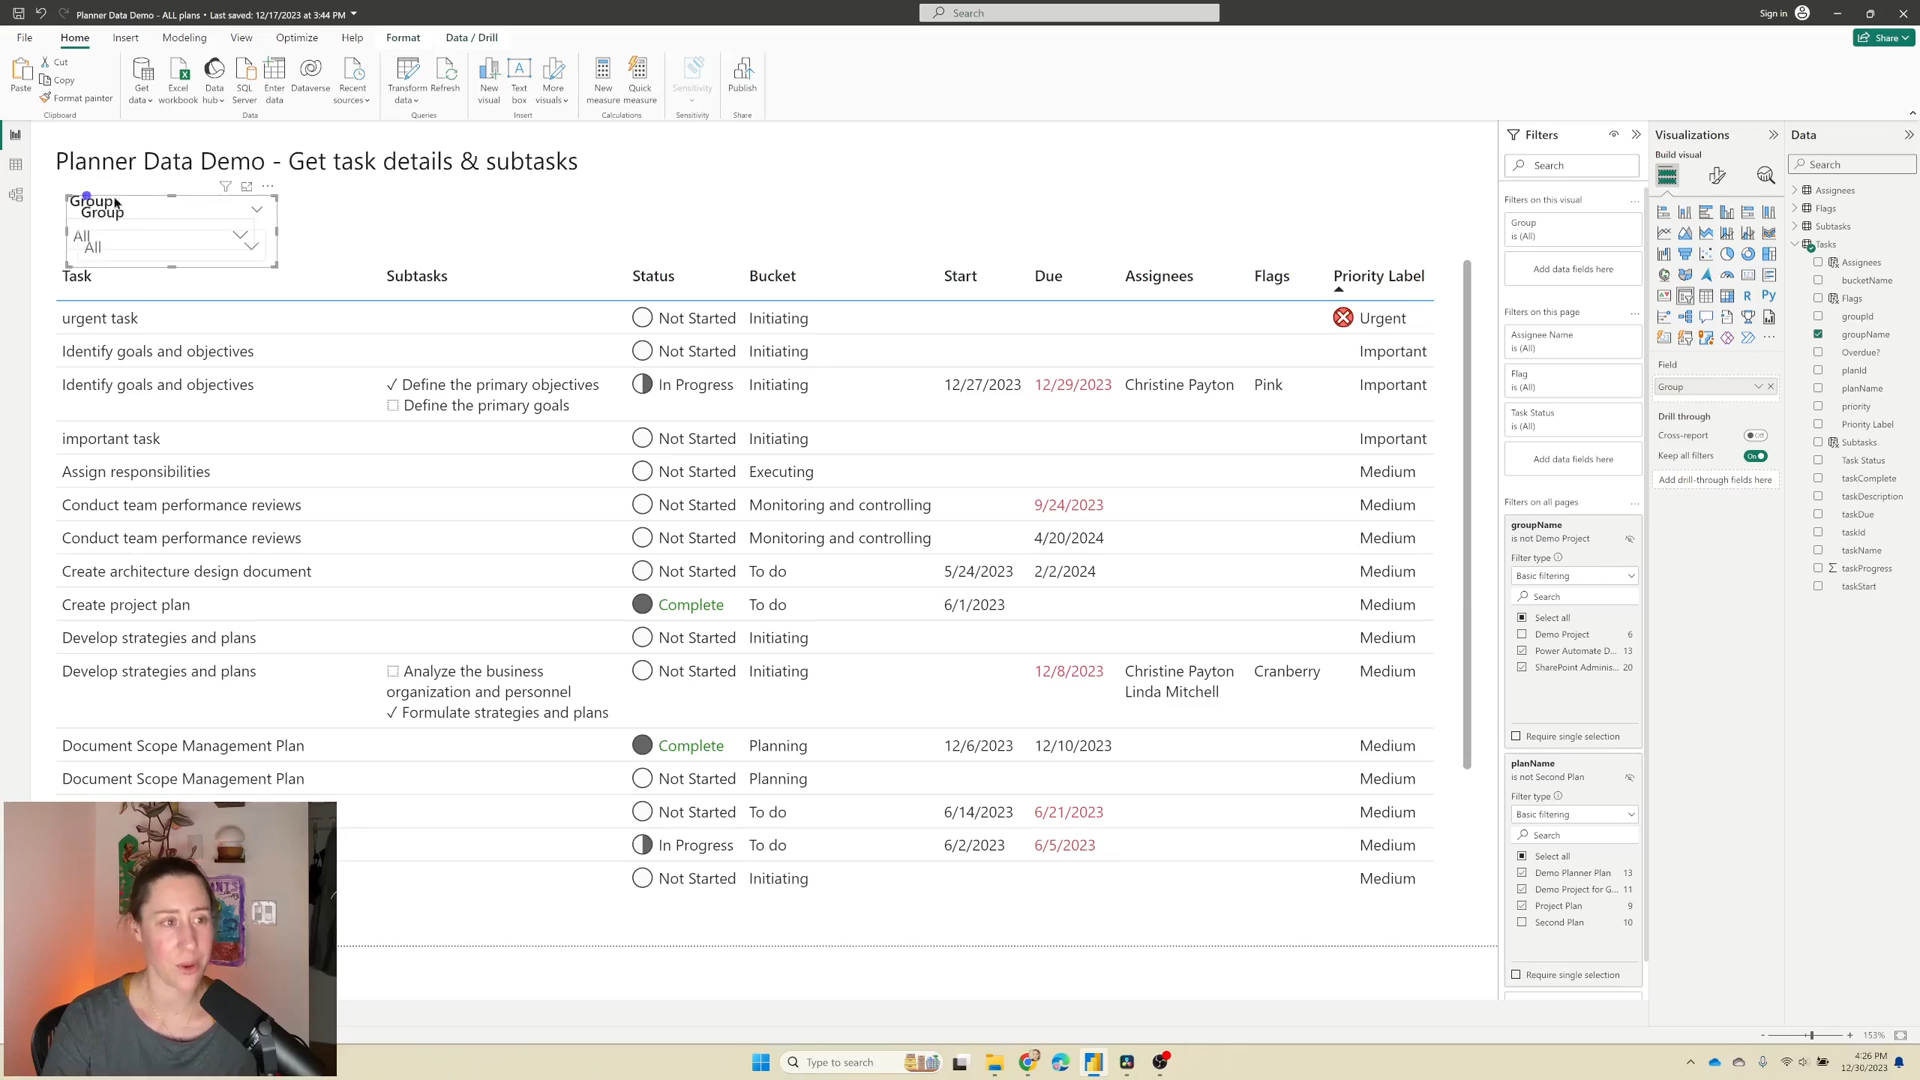 Planner Data Demo - ALL plans • Last saved: 12/17/2023 at 3:44 PM
Search
Sign in
File Home Insert Modeling View Optimize Help Format Data / Drill
Share
Paste
Cut
Copy
Format painter
Get data
Excel workbook
Data hub
SQL Server
Enter data
Dataverse
Recent sources
Transform data
Refresh
New visual
Text box
More visuals
New measure
Quick measure
Sensitivity
Publish
Clipboard Data Queries Insert Calculations Sensitivity Share
Planner Data Demo - Get task details & subtasks
Group
Group
All
All
Task Subtasks Status Bucket Start Due Assignees Flags Priority Label
urgent task Not Started Initiating Urgent
Identify goals and objectives Not Started Initiating Important
Identify goals and objectives ✓ Define the primary objectives In Progress Initiating 12/27/2023 12/29/2023 Christine Payton Pink Important
Define the primary goals
important task Not Started Initiating Important
Assign responsibilities Not Started Executing Medium
Conduct team performance reviews Not Started Monitoring and controlling 9/24/2023 Medium
Conduct team performance reviews Not Started Monitoring and controlling 4/20/2024 Medium
Create architecture design document Not Started To do 5/24/2023 2/2/2024 Medium
Create project plan Complete To do 6/1/2023 Medium
Develop strategies and plans Not Started Initiating Medium
Develop strategies and plans Analyze the business Not Started Initiating 12/8/2023 Christine Payton Cranberry Medium
organization and personnel Linda Mitchell
✓ Formulate strategies and plans
Document Scope Management Plan Complete Planning 12/6/2023 12/10/2023 Medium
Document Scope Management Plan Not Started Planning Medium
Not Started To do 6/14/2023 6/21/2023 Medium
In Progress To do 6/2/2023 6/5/2023 Medium
Not Started Initiating Medium
Filters
Search
Filters on this visual
Group
is (All)
Add data fields here
Filters on this page
Assignee Name
is (All)
Flag
is (All)
Task Status
is (All)
Add data fields here
Filters on all pages
groupName
is not Demo Project
Filter type
Basic filtering
Search
Select all
Demo Project 6
Power Automate D... 13
SharePoint Adminis... 20
Require single selection
planName
is not Second Plan
Filter type
Basic filtering
Search
Select all
Demo Planner Plan 13
Demo Project for G... 11
Project Plan 9
Second Plan 10
Require single selection
Visualizations
Build visual
R Py
Field
Group
Drill through
Cross-report Off
Keep all filters On
Add drill-through fields here
Data
Search
Assignees
Flags
Subtasks
Tasks
Assignees
bucketName
Flags
groupId
groupName
Overdue?
planId
planName
priority
Priority Label
Subtasks
Task Status
taskComplete
taskDescription
taskDue
taskId
taskName
taskProgress
taskStart
153%
Type to search
4:26 PM
12/30/2023